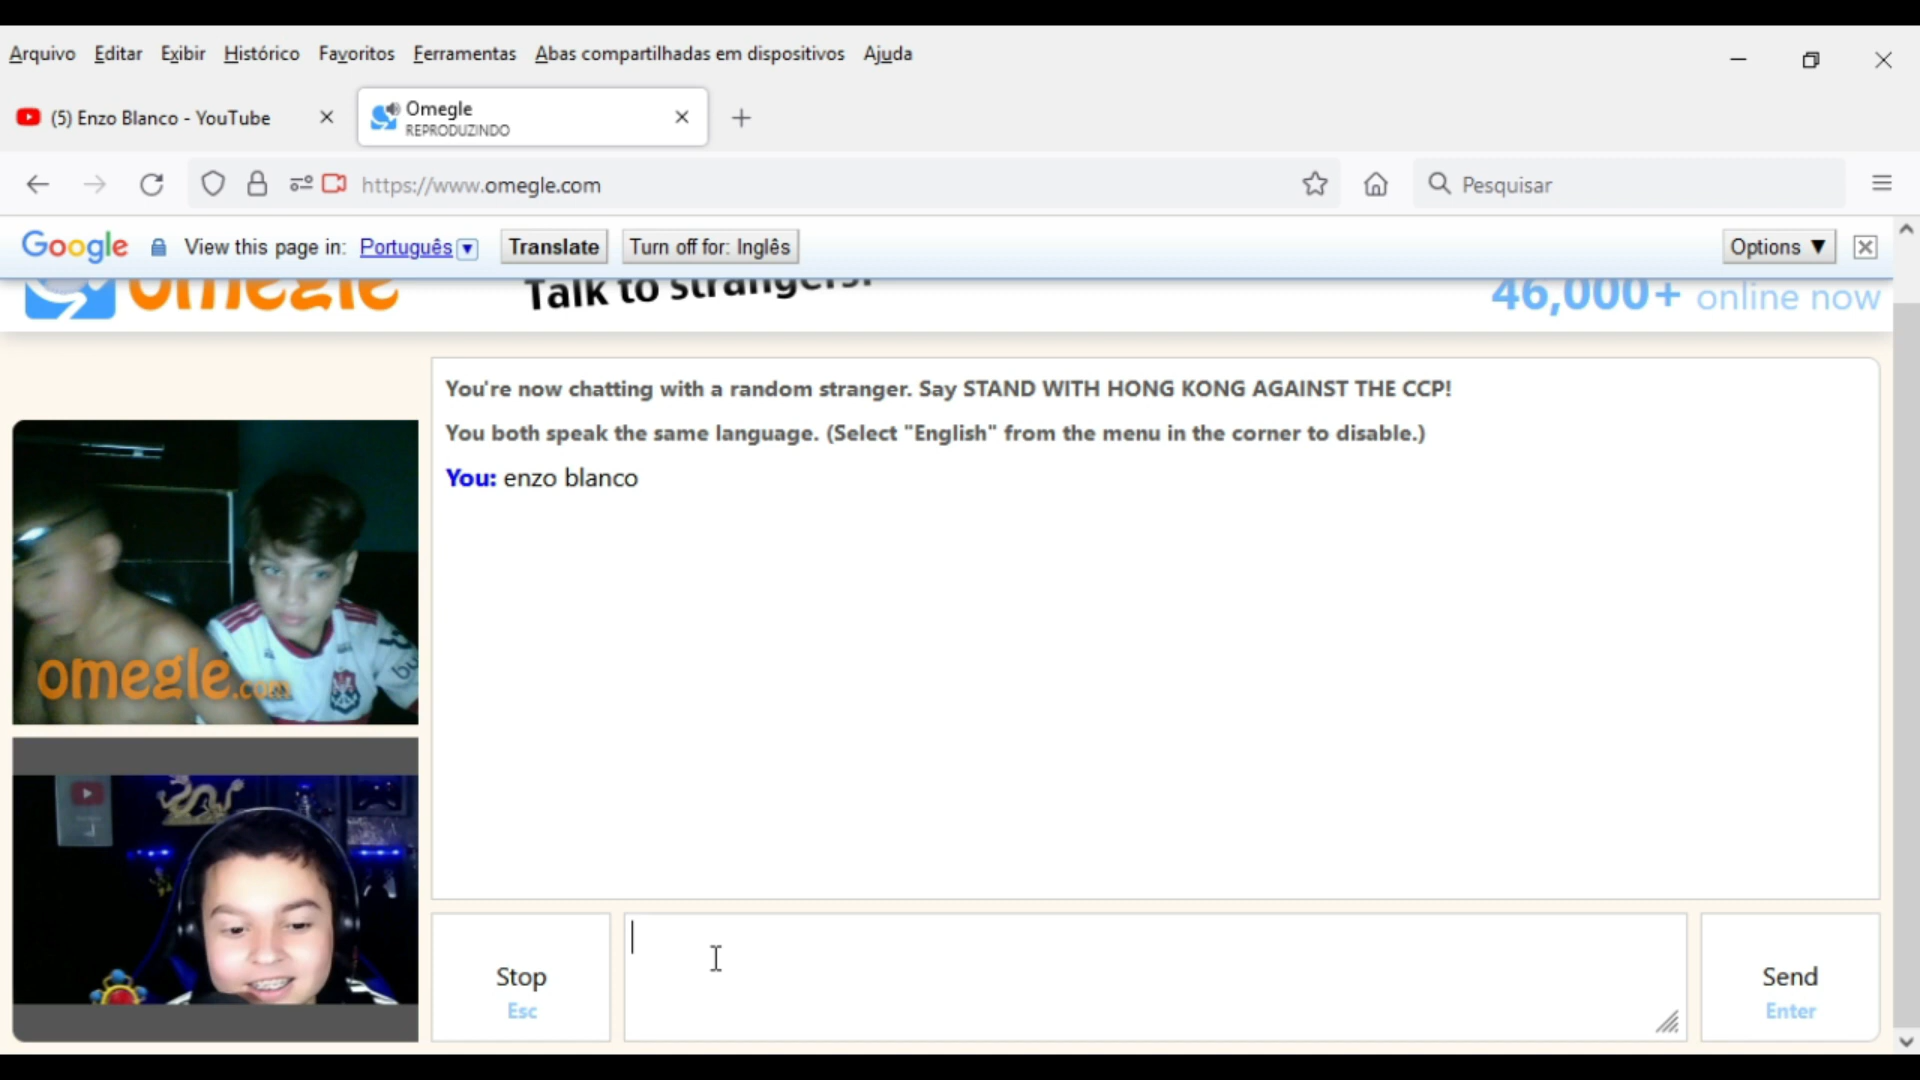 Arquivo Editar Exibir Histórico Favoritos Ferramentas Abas compartilhadas em dispositivos Ajuda
(5) Enzo Blanco - YouTube
Omegle
REPRODUZINDO
https://www.omegle.com
Pesquisar
Google View this page in: Português Translate Turn off for: Inglês Options ▼
omegle Talk to strangers! 46,000+ online now
You're now chatting with a random stranger. Say STAND WITH HONG KONG AGAINST THE CCP!
You both speak the same language. (Select "English" from the menu in the corner to disable.)
You: enzo blanco
omegle.com
Stop
Esc
Send
Enter